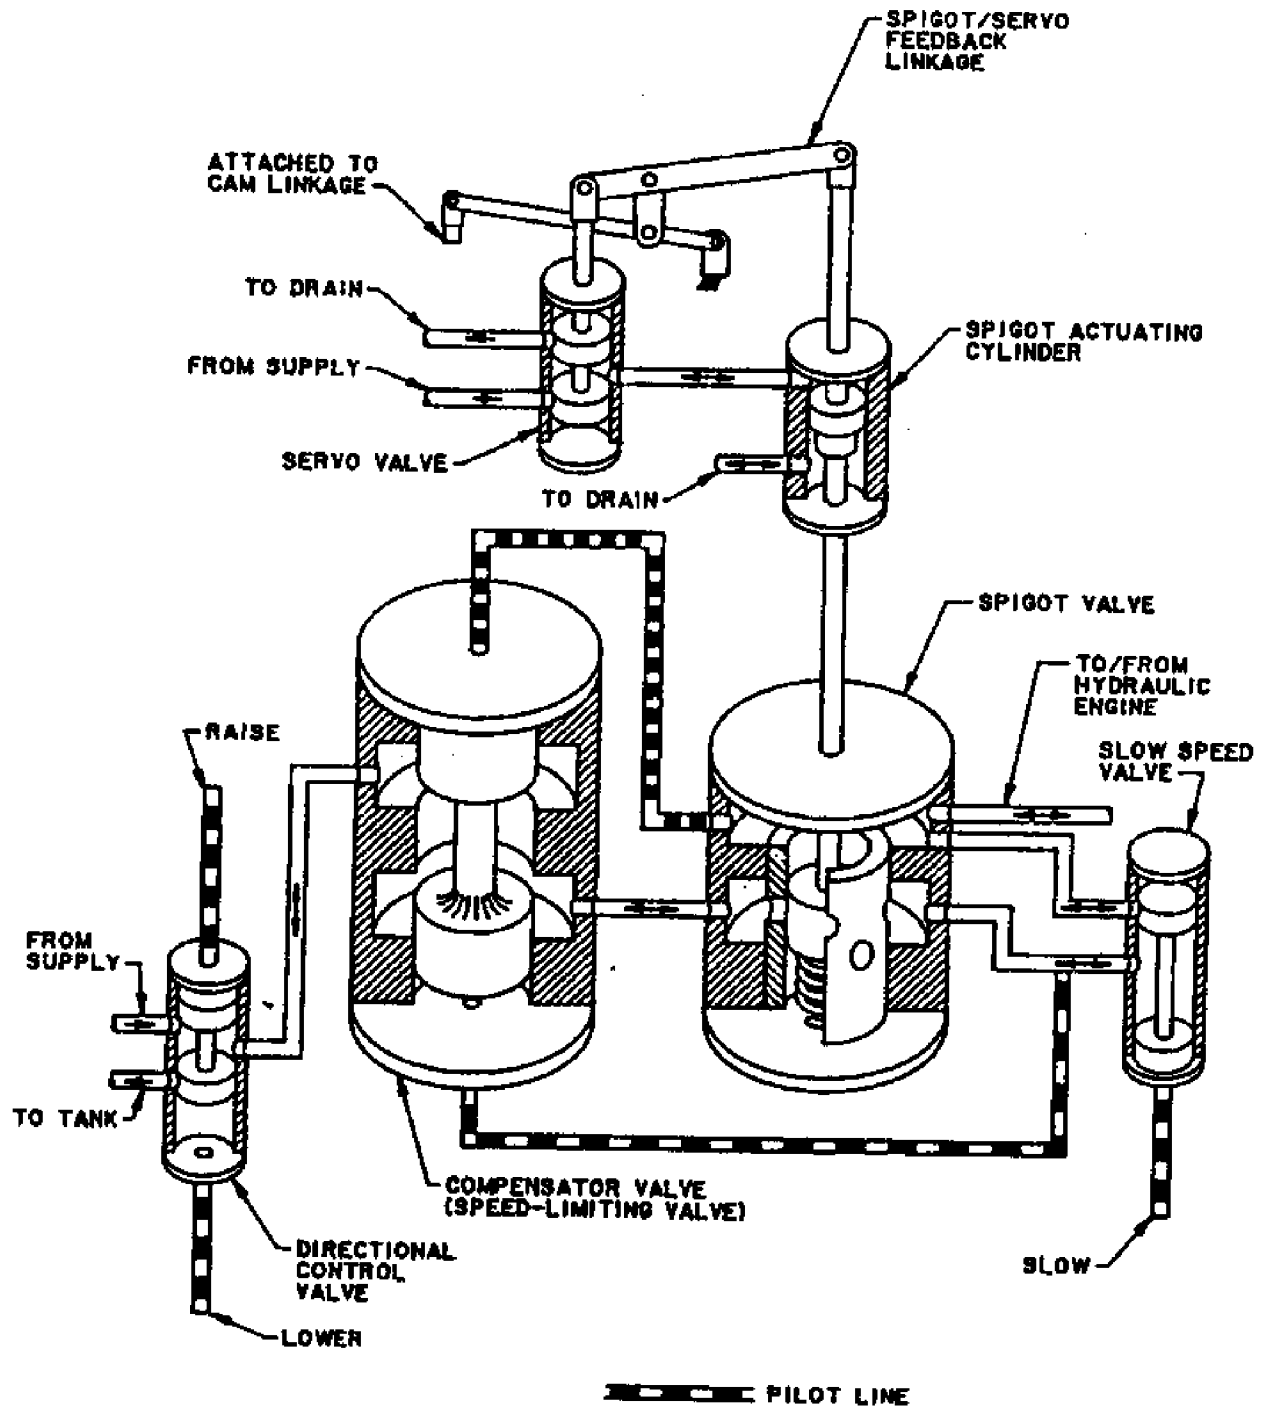 SPIGOT/SERVO
FEEDBACK
LINKAGE
ATTACHED TO
CAM LINKAGE
TO DRAIN
FROM SUPPLY
SERVO VALVE
SPIGOT ACTUATING
CYLINDER
TO DRAIN
SPIGOT VALVE
TO/FROM
HYDRAULIC
ENGINE
SLOW SPEED
VALVE
RAISE
FROM
SUPPLY
TO TANK
COMPENSATOR VALVE
(SPEED-LIMITING VALVE)
DIRECTIONAL
CONTROL
VALVE
SLOW
LOWER
PILOT LINE